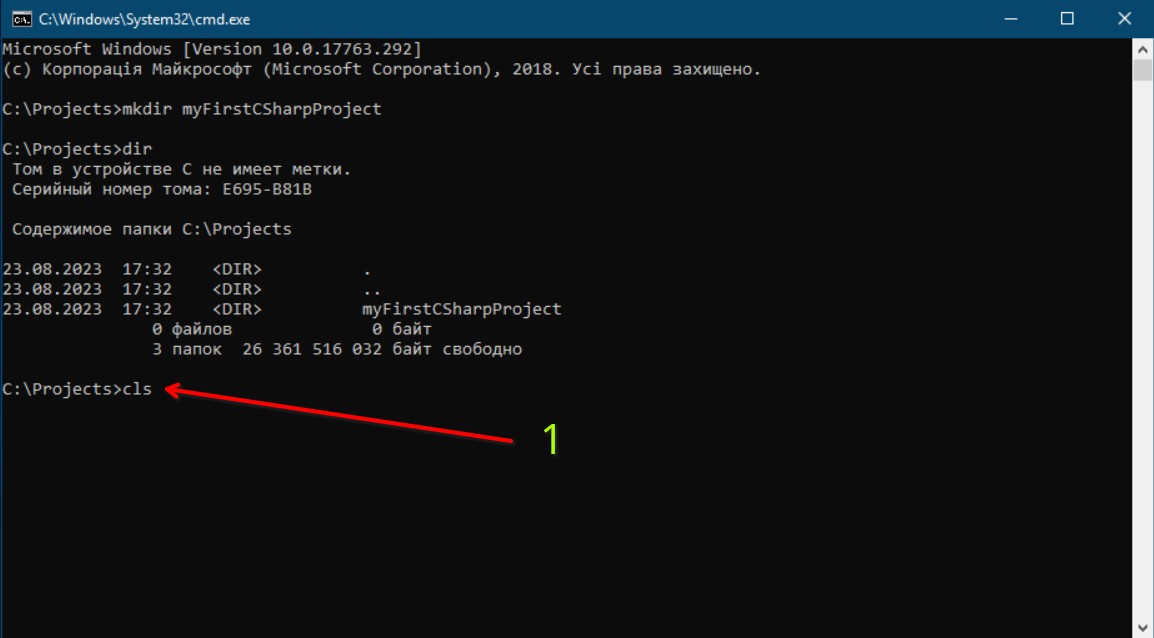 C:\Windows\System32\cmd.exe
Microsoft Windows [Version 10.0.17763.292]
(c) Корпорація Майкрософт (Microsoft Corporation), 2018. Усі права захищено.
C:\Projects>mkdir myFirstCSharpProject
C:\Projects>dir
Том в устройстве C не имеет метки.
Серийный номер тома: E695-B81B
Содержимое папки C:\Projects
23.08.2023  17:32    <DIR>          .
23.08.2023  17:32    <DIR>          ..
23.08.2023  17:32    <DIR>          myFirstCSharpProject
0 файлов              0 байт
3 папок  26 361 516 032 байт свободно
C:\Projects>cls
1